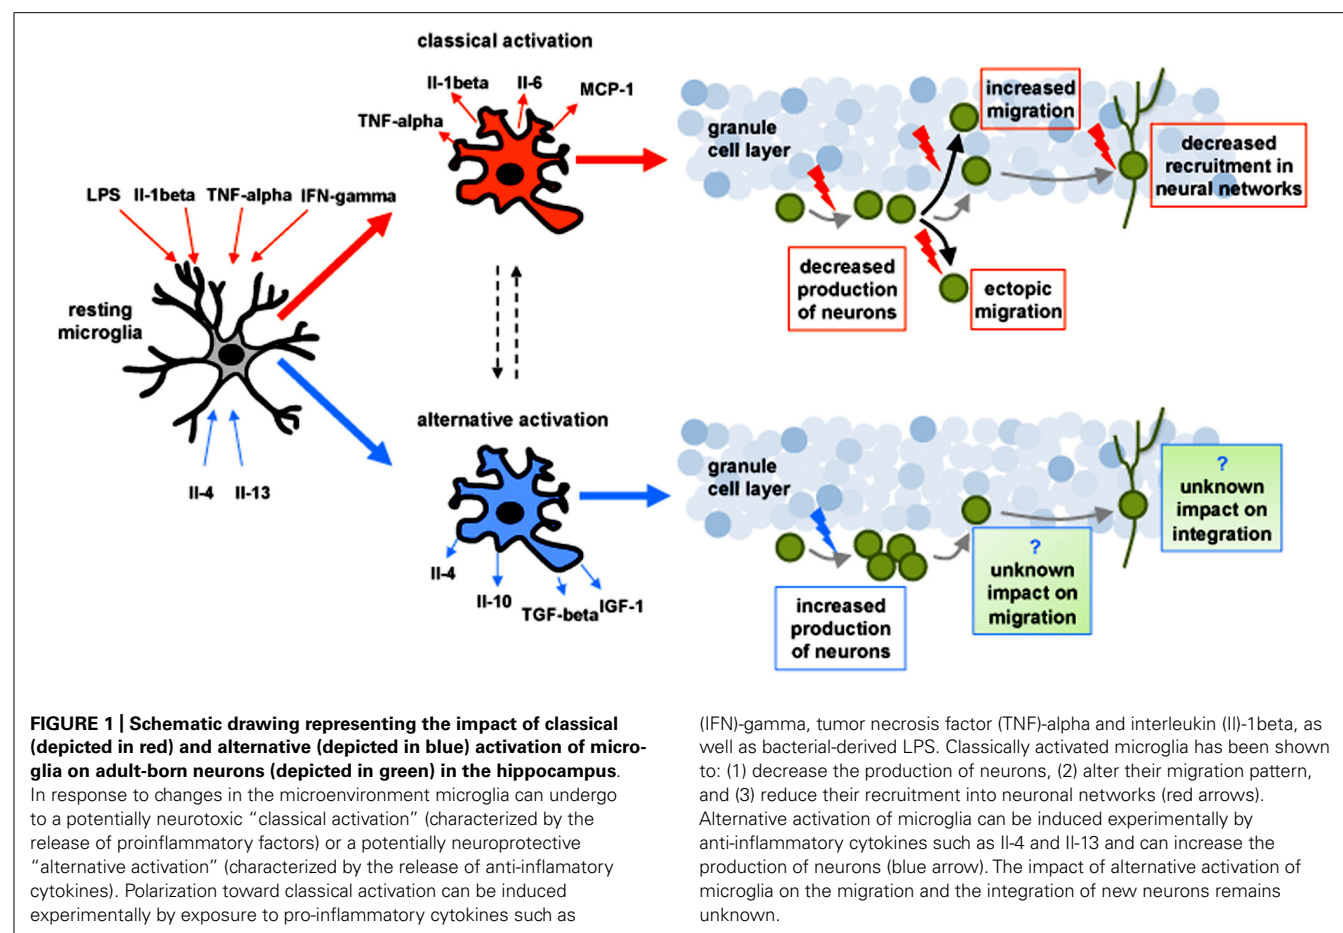 classical activation
Il-1beta
Il-6
MCP-1
TNF-alpha
LPS Il-1beta TNF-alpha IFN-gamma
resting
microglia
Il-4 Il-13
granule
cell layer
increased
migration
decreased
recruitment in
neural networks
decreased
production
of neurons
ectopic
migration
alternative activation
Il-4
Il-10
TGF-beta
IGF-1
granule
cell layer
increased
production
of neurons
?
unknown
impact on
migration
?
unknown
impact on
integration
FIGURE 1 | Schematic drawing representing the impact of classical
(depicted in red) and alternative (depicted in blue) activation of micro-
glia on adult-born neurons (depicted in green) in the hippocampus.
In response to changes in the microenvironment microglia can undergo
to a potentially neurotoxic “classical activation” (characterized by the
release of proinflammatory factors) or a potentially neuroprotective
“alternative activation” (characterized by the release of anti-inflamatory
cytokines). Polarization toward classical activation can be induced
experimentally by exposure to pro-inflammatory cytokines such as
(IFN)-gamma, tumor necrosis factor (TNF)-alpha and interleukin (Il)-1beta, as
well as bacterial-derived LPS. Classically activated microglia has been shown
to: (1) decrease the production of neurons, (2) alter their migration pattern,
and (3) reduce their recruitment into neuronal networks (red arrows).
Alternative activation of microglia can be induced experimentally by
anti-inflammatory cytokines such as Il-4 and Il-13 and can increase the
production of neurons (blue arrow). The impact of alternative activation of
microglia on the migration and the integration of new neurons remains
unknown.